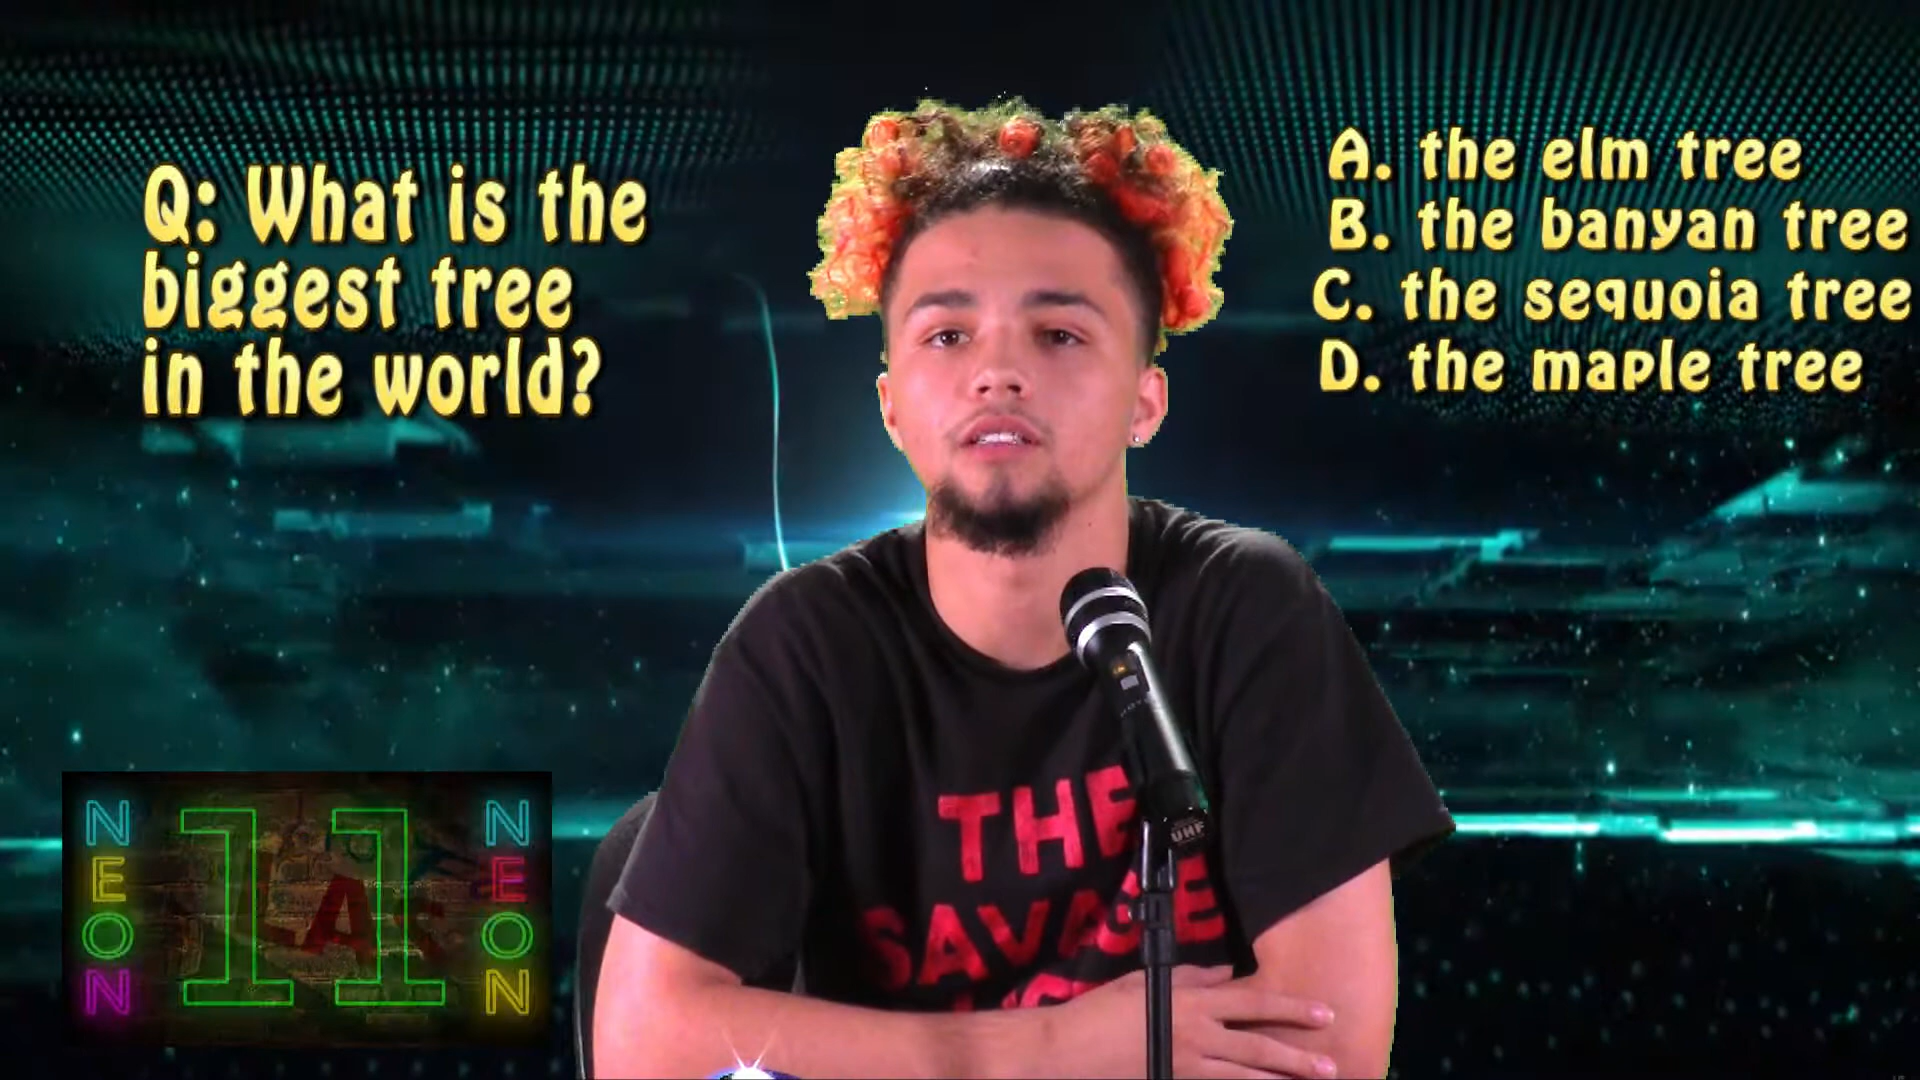 Q: What is the
biggest tree
in the world?
A. the elm tree
B. the banyan tree
C. the sequoia tree
D. the maple tree
NEON
11
NEON
THE
SAVAGE
UHF